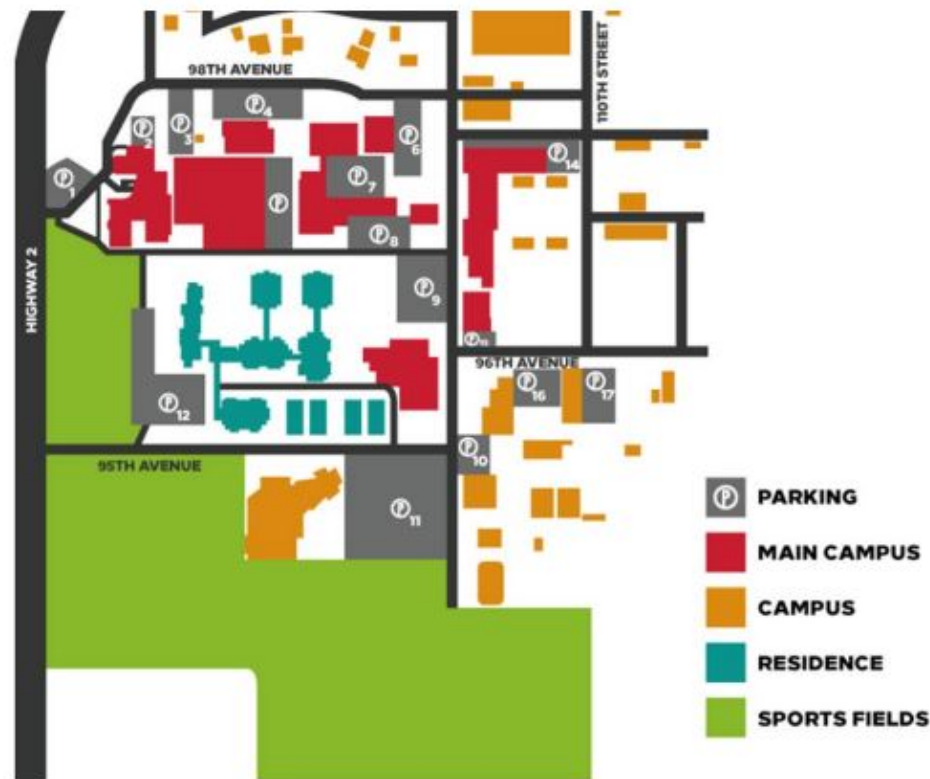 98TH AVENUE
110TH STREET
P 4
P 2
P 3
P 6
P 14
P 1
P 7
P
P 8
HIGHWAY 2
P 9
96TH AVENUE
P 16
P 17
P 12
P 10
95TH AVENUE
P 11
P PARKING
MAIN CAMPUS
CAMPUS
RESIDENCE
SPORTS FIELDS